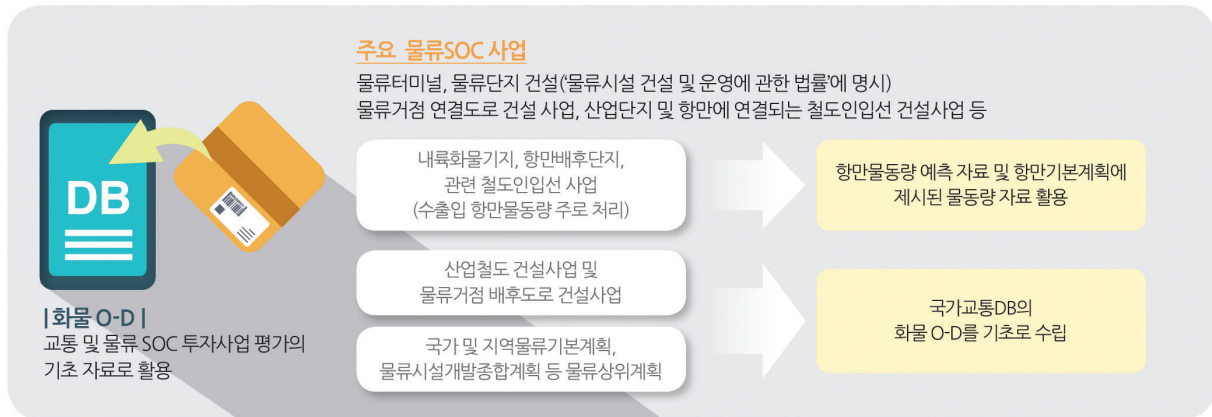 주요 물류SOC 사업
물류터미널, 물류단지 건설(‘물류시설 건설 및 운영에 관한 법률’에 명시)
물류거점 연결도로 건설 사업, 산업단지 및 항만에 연결되는 철도인입선 건설사업 등
DB
|화물 O-D|
교통 및 물류 SOC 투자사업 평가의
기초 자료로 활용
내륙화물기지, 항만배후단지,
관련 철도인입선 사업
(수출입 항만물동량 주로 처리)
항만물동량 예측 자료 및 항만기본계획에
제시된 물동량 자료 활용
산업철도 건설사업 및
물류거점 배후도로 건설사업
국가 및 지역물류기본계획,
물류시설개발종합계획 등 물류상위계획
국가교통DB의
화물 O-D를 기초로 수립